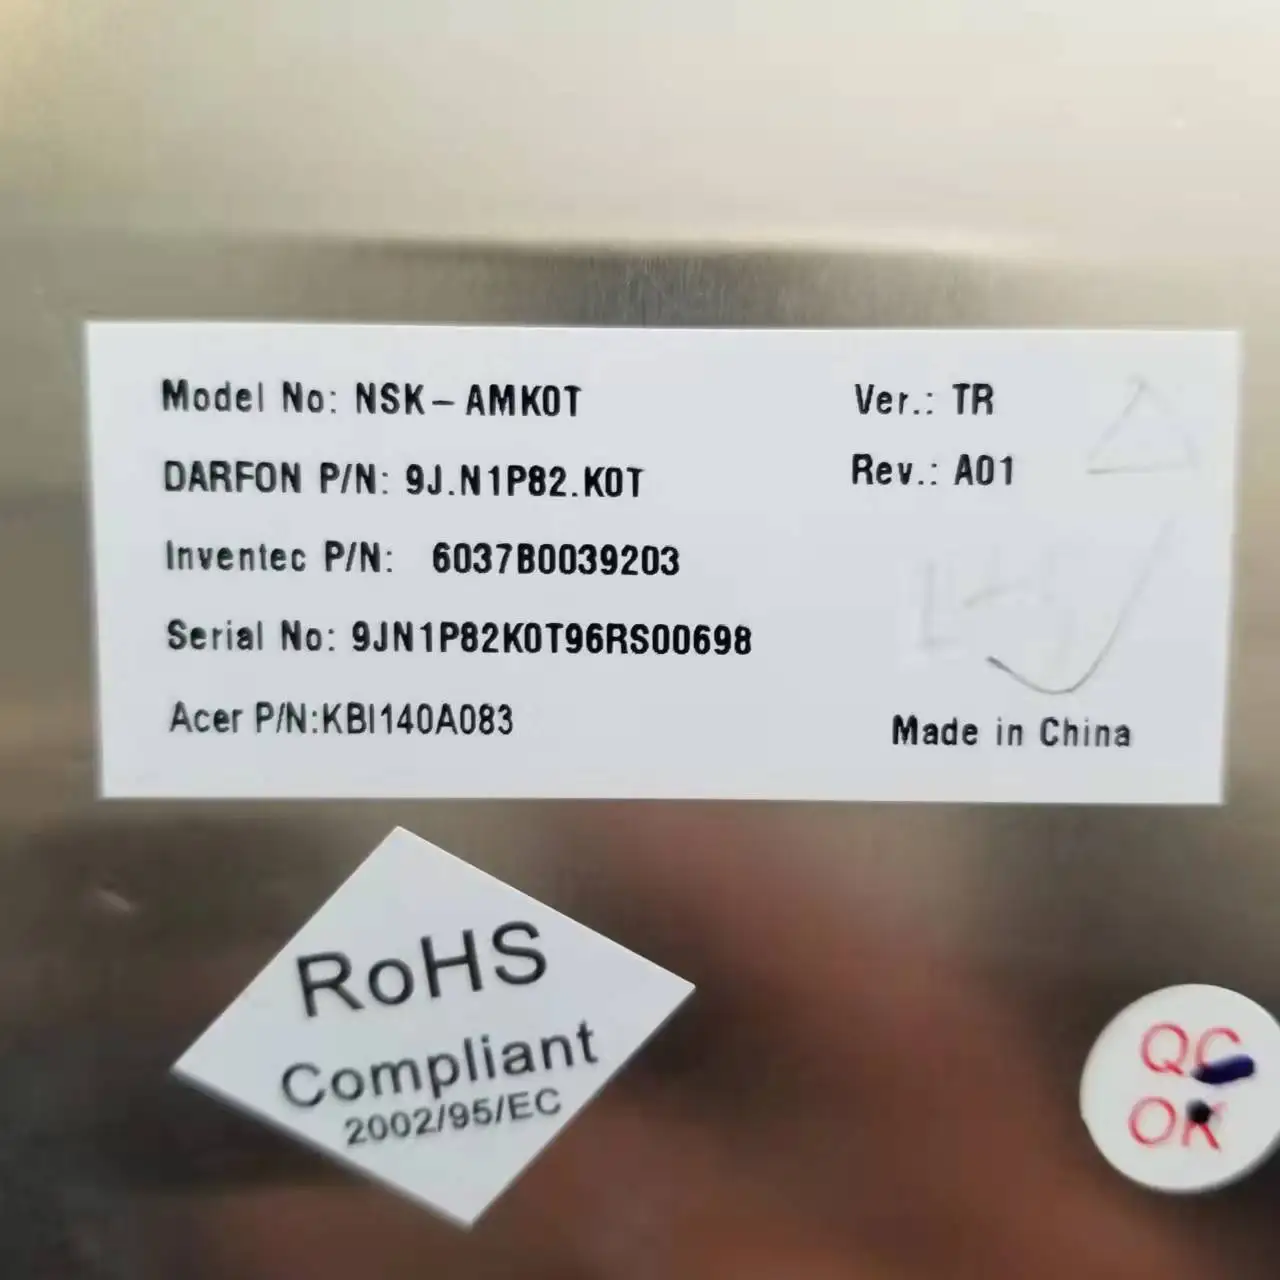 Model No: NSK-AMK0T
Ver.: TR
DARFON P/N: 9J.N1P82.K0T
Rev.: A01
Inventec P/N: 6037B0039203
Serial No: 9JN1P82K0T96RS00698
Acer P/N:KBI140A083
Made in China
RoHS
Compliant
2002/95/EC
QC
OK